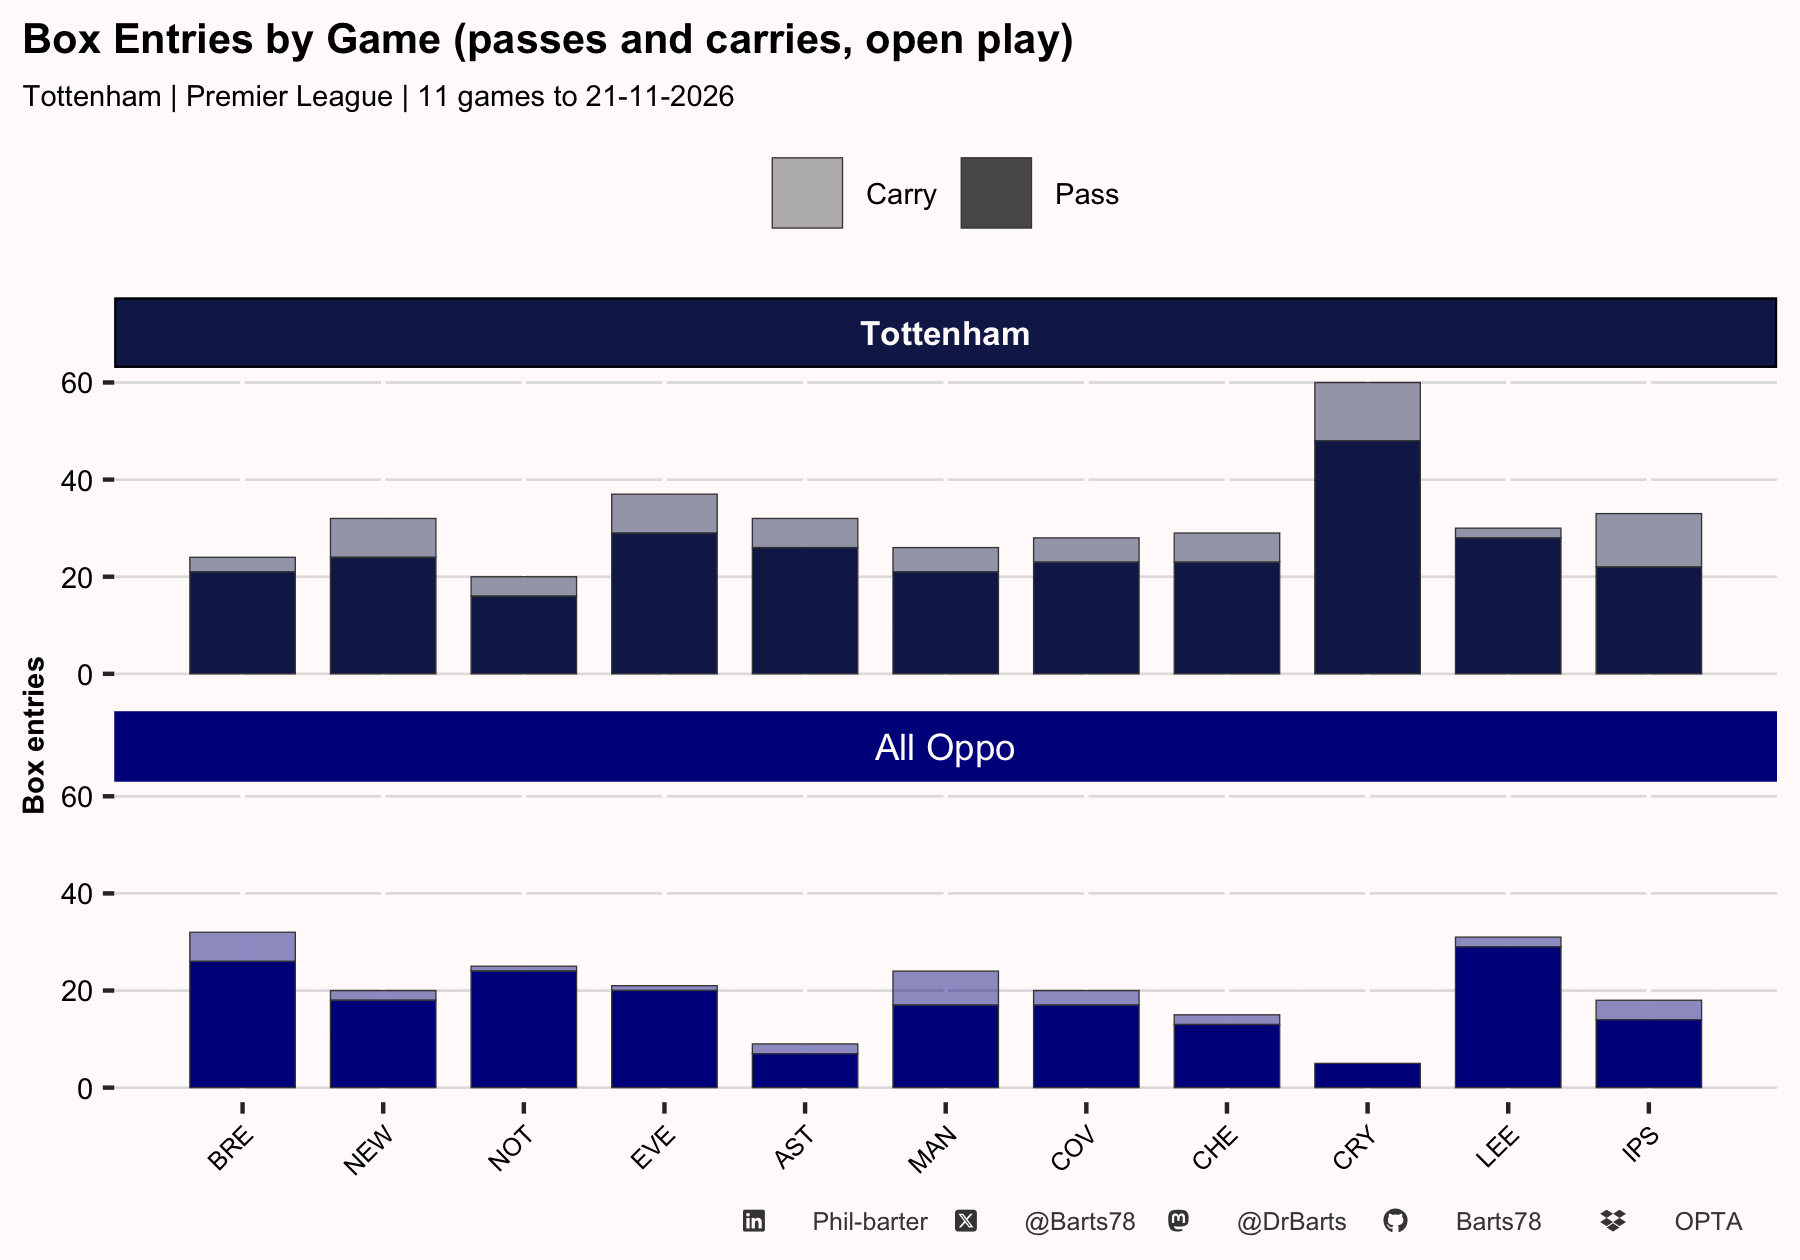 Box Entries by Game (passes and carries, open play)
Tottenham | Premier League | 11 games to 21-11-2026
Carry Pass
Tottenham
60
40
20
0
Box entries
All Oppo
60
40
20
0
BRE NEW NOT EVE AST MAN COV CHE CRY LEE IPS
Phil-barter @Barts78 @DrBarts Barts78 OPTA